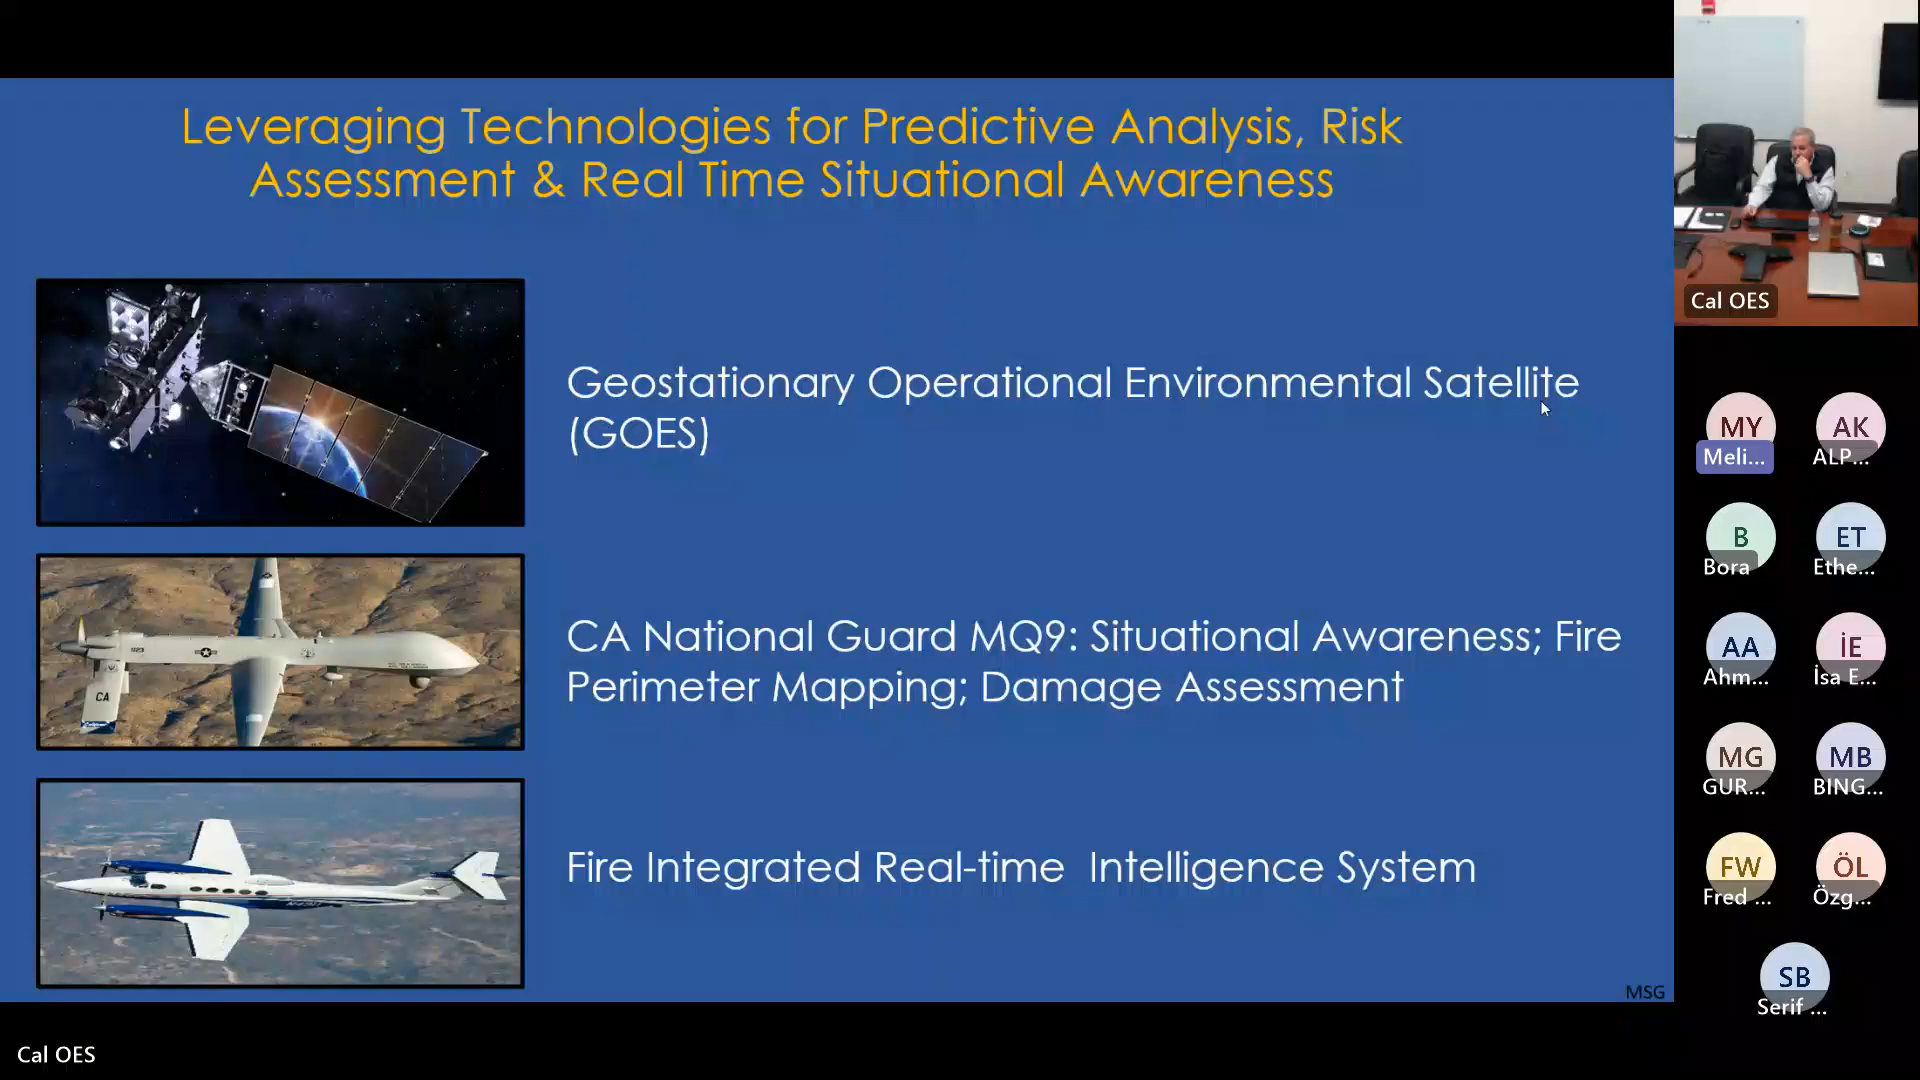 Leveraging Technologies for Predictive Analysis, Risk
Assessment & Real Time Situational Awareness
Geostationary Operational Environmental Satellite
(GOES)
CA
CA National Guard MQ9: Situational Awareness; Fire
Perimeter Mapping; Damage Assessment
Fire Integrated Real-time  Intelligence System
MSG
Cal OES
Cal OES
MY
Meli...
AK
ALP...
B
Bora
ET
Ethe...
AA
Ahm...
İE
İsa E...
MG
GUR...
MB
BING...
FW
Fred ...
ÖL
Özg...
SB
Serif ...